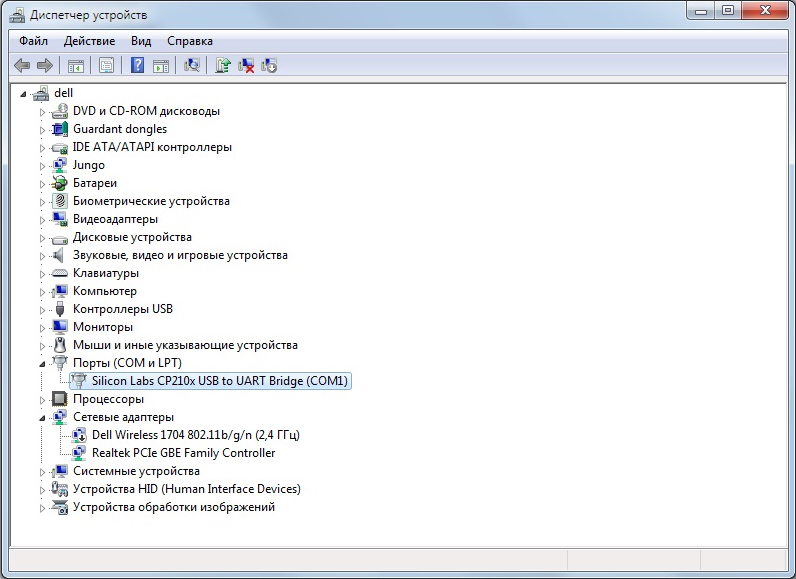 Диспетчер устройств
Файл Действие Вид Справка
dell
DVD и CD-ROM дисководы
Guardant dongles
IDE ATA/ATAPI контроллеры
Jungo
Батареи
Биометрические устройства
Видеоадаптеры
Дисковые устройства
Звуковые, видео и игровые устройства
Клавиатуры
Компьютер
Контроллеры USB
Мониторы
Мыши и иные указывающие устройства
Порты (COM и LPT)
Silicon Labs CP210x USB to UART Bridge (COM1)
Процессоры
Сетевые адаптеры
Dell Wireless 1704 802.11b/g/n (2,4 ГГц)
Realtek PCIe GBE Family Controller
Системные устройства
Устройства HID (Human Interface Devices)
Устройства обработки изображений